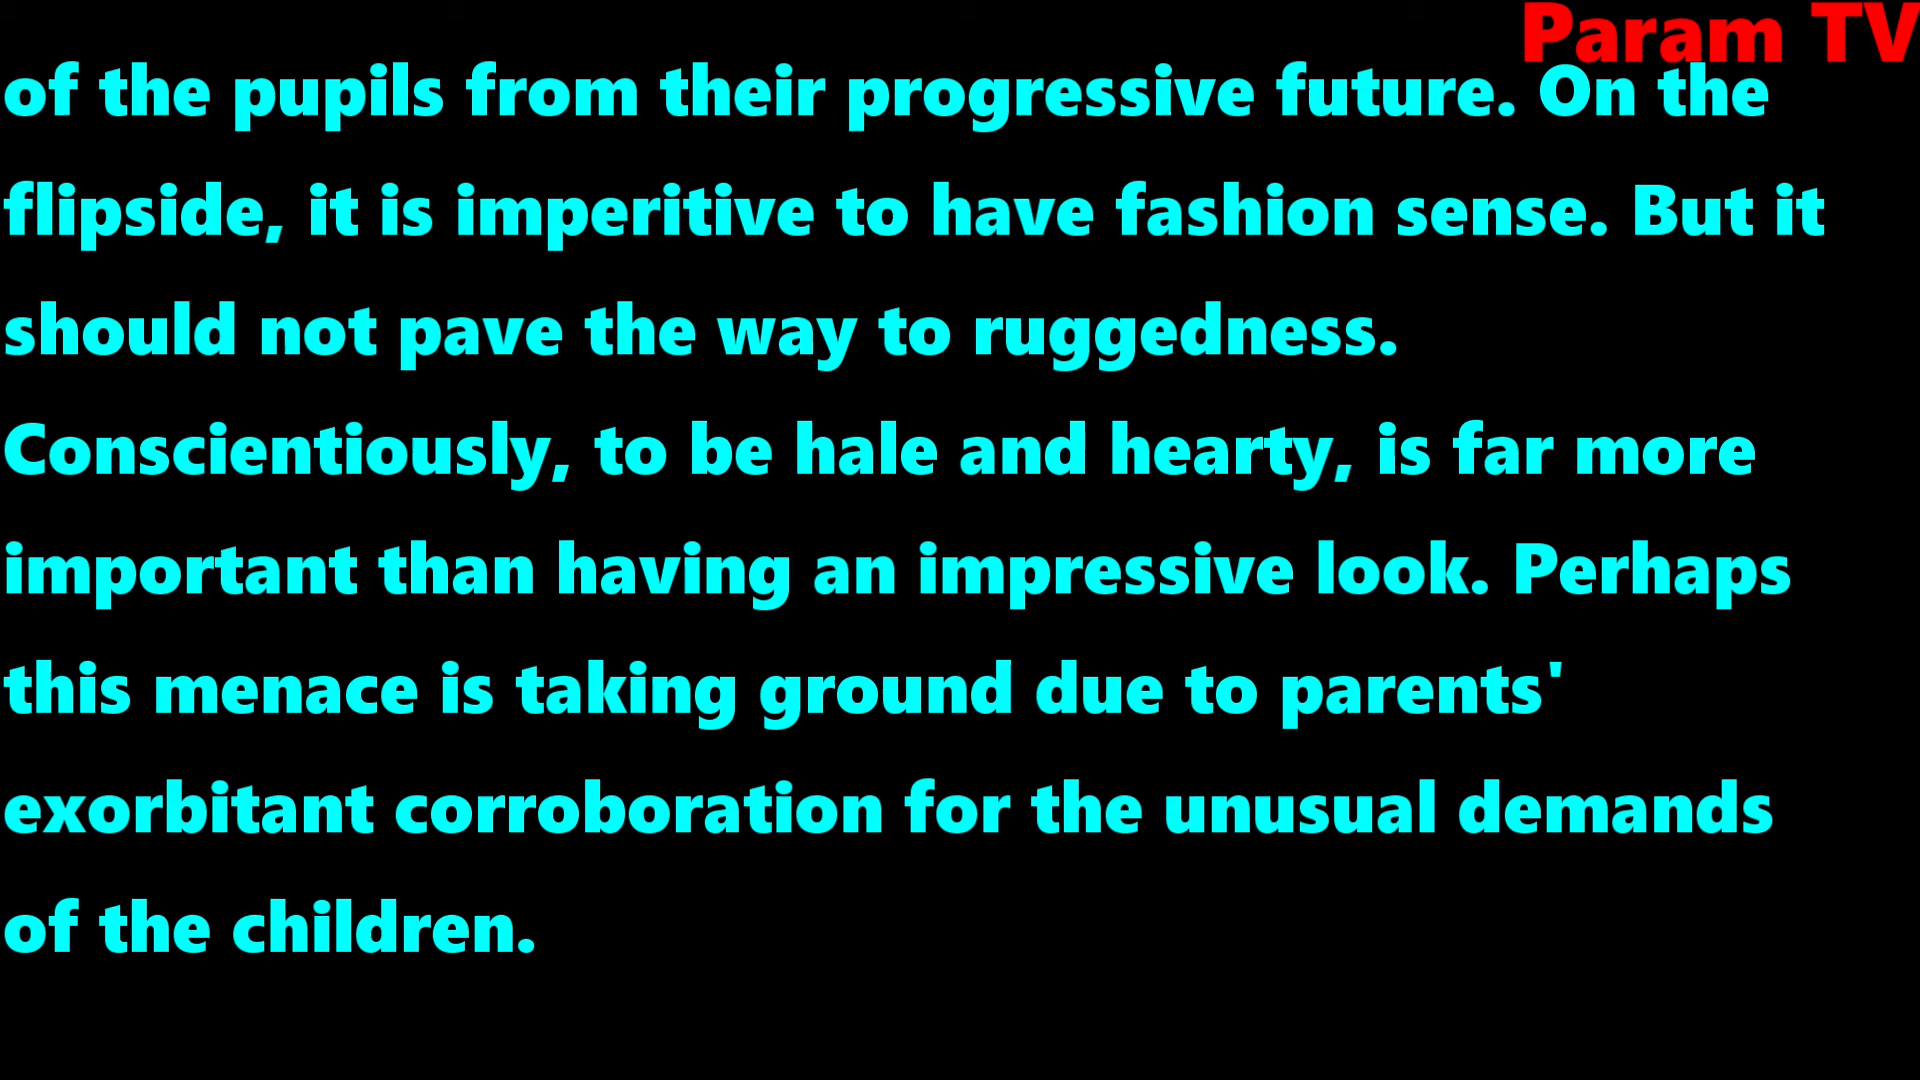 Param TV
of the pupils from their progressive future. On the
flipside, it is imperitive to have fashion sense. But it
should not pave the way to ruggedness.
Conscientiously, to be hale and hearty, is far more
important than having an impressive look. Perhaps
this menace is taking ground due to parents'
exorbitant corroboration for the unusual demands
of the children.